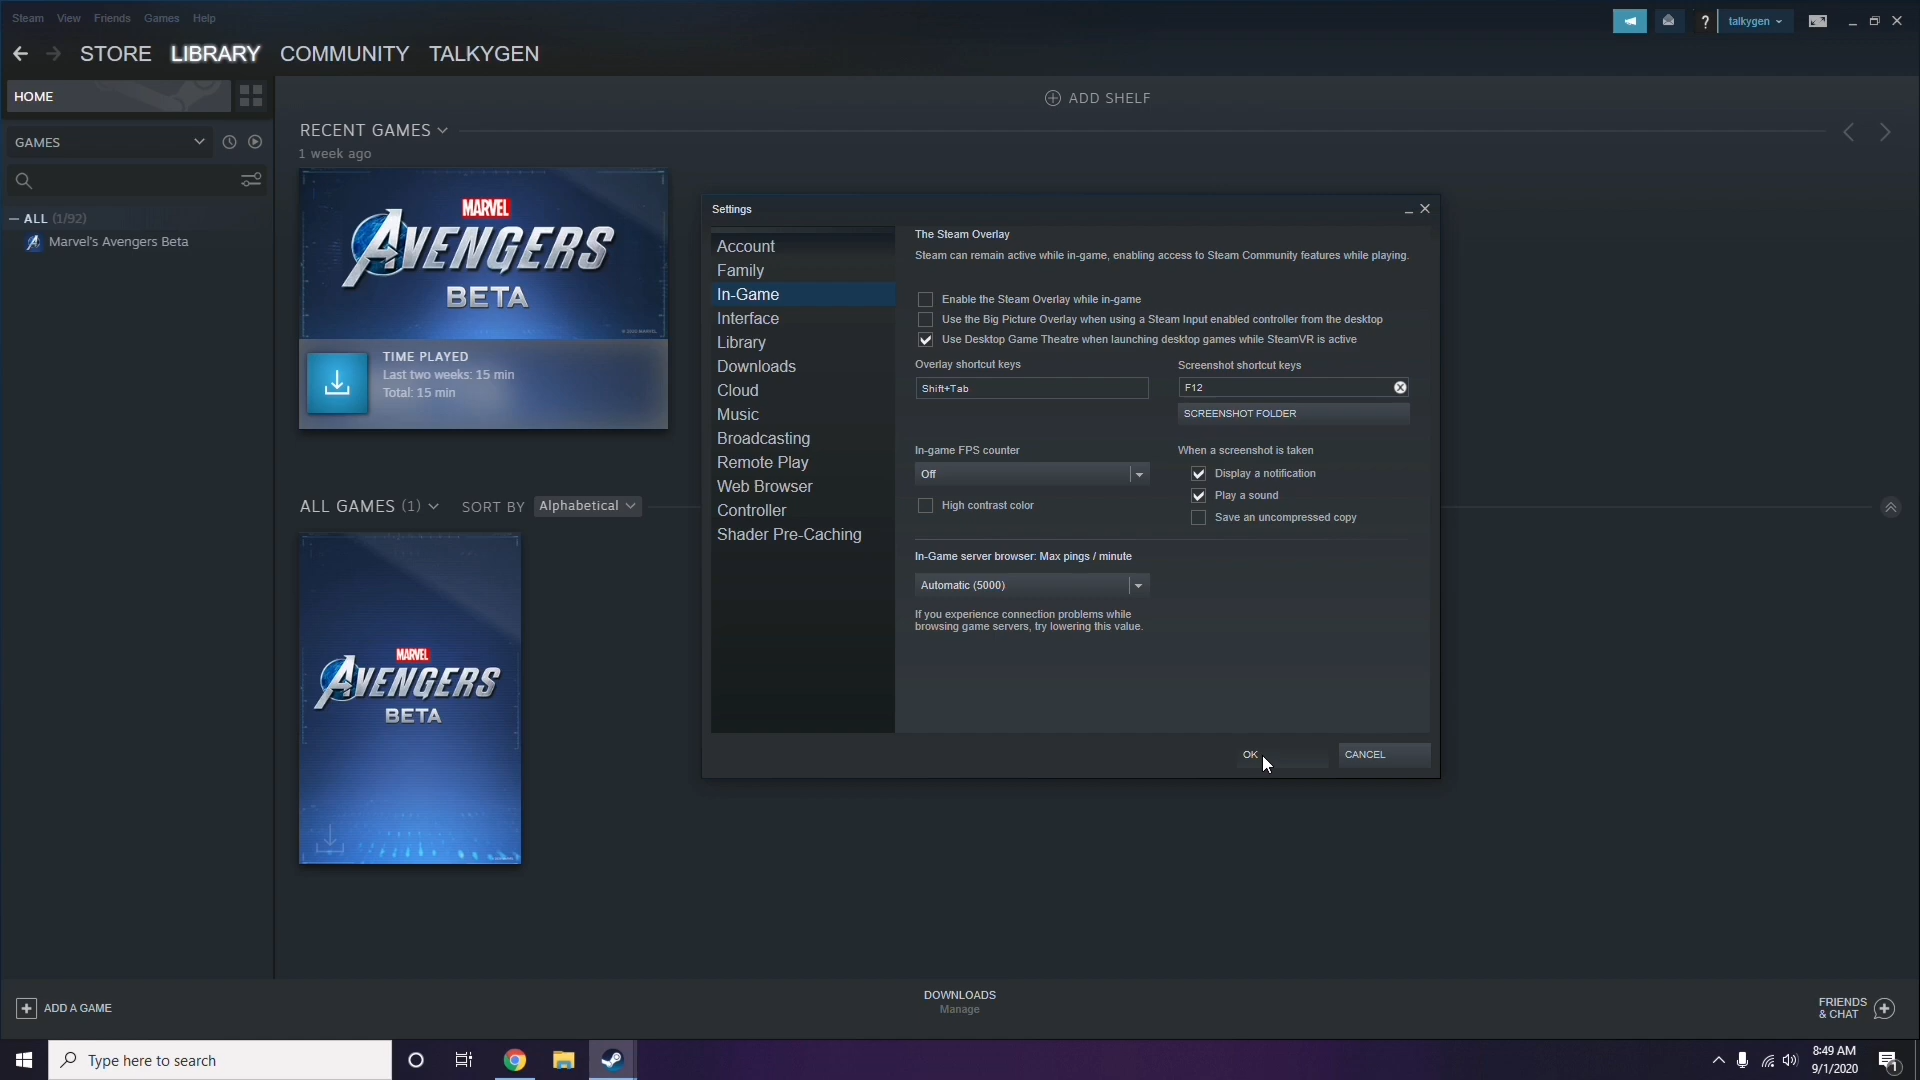 Steam View Friends Games Help
talkygen
STORE LIBRARY COMMUNITY TALKYGEN
HOME
ADD SHELF
GAMES
RECENT GAMES
1 week ago
ALL (1/92)
Marvel's Avengers Beta
MARVEL
AVENGERS
BETA
TIME PLAYED
Last two weeks: 15 min
Total: 15 min
ALL GAMES (1) SORT BY Alphabetical
MARVEL
AVENGERS
BETA
Settings
Account
Family
In-Game
Interface
Library
Downloads
Cloud
Music
Broadcasting
Remote Play
Web Browser
Controller
Shader Pre-Caching
The Steam Overlay
Steam can remain active while in-game, enabling access to Steam Community features while playing.
Enable the Steam Overlay while in-game
Use the Big Picture Overlay when using a Steam Input enabled controller from the desktop
Use Desktop Game Theatre when launching desktop games while SteamVR is active
Overlay shortcut keys
Shift+Tab
Screenshot shortcut keys
F12
SCREENSHOT FOLDER
In-game FPS counter
Off
High contrast color
When a screenshot is taken
Display a notification
Play a sound
Save an uncompressed copy
In-Game server browser: Max pings / minute
Automatic (5000)
If you experience connection problems while
browsing game servers, try lowering this value.
OK
CANCEL
ADD A GAME
DOWNLOADS
Manage
FRIENDS
& CHAT
Type here to search
8:49 AM
9/1/2020
1